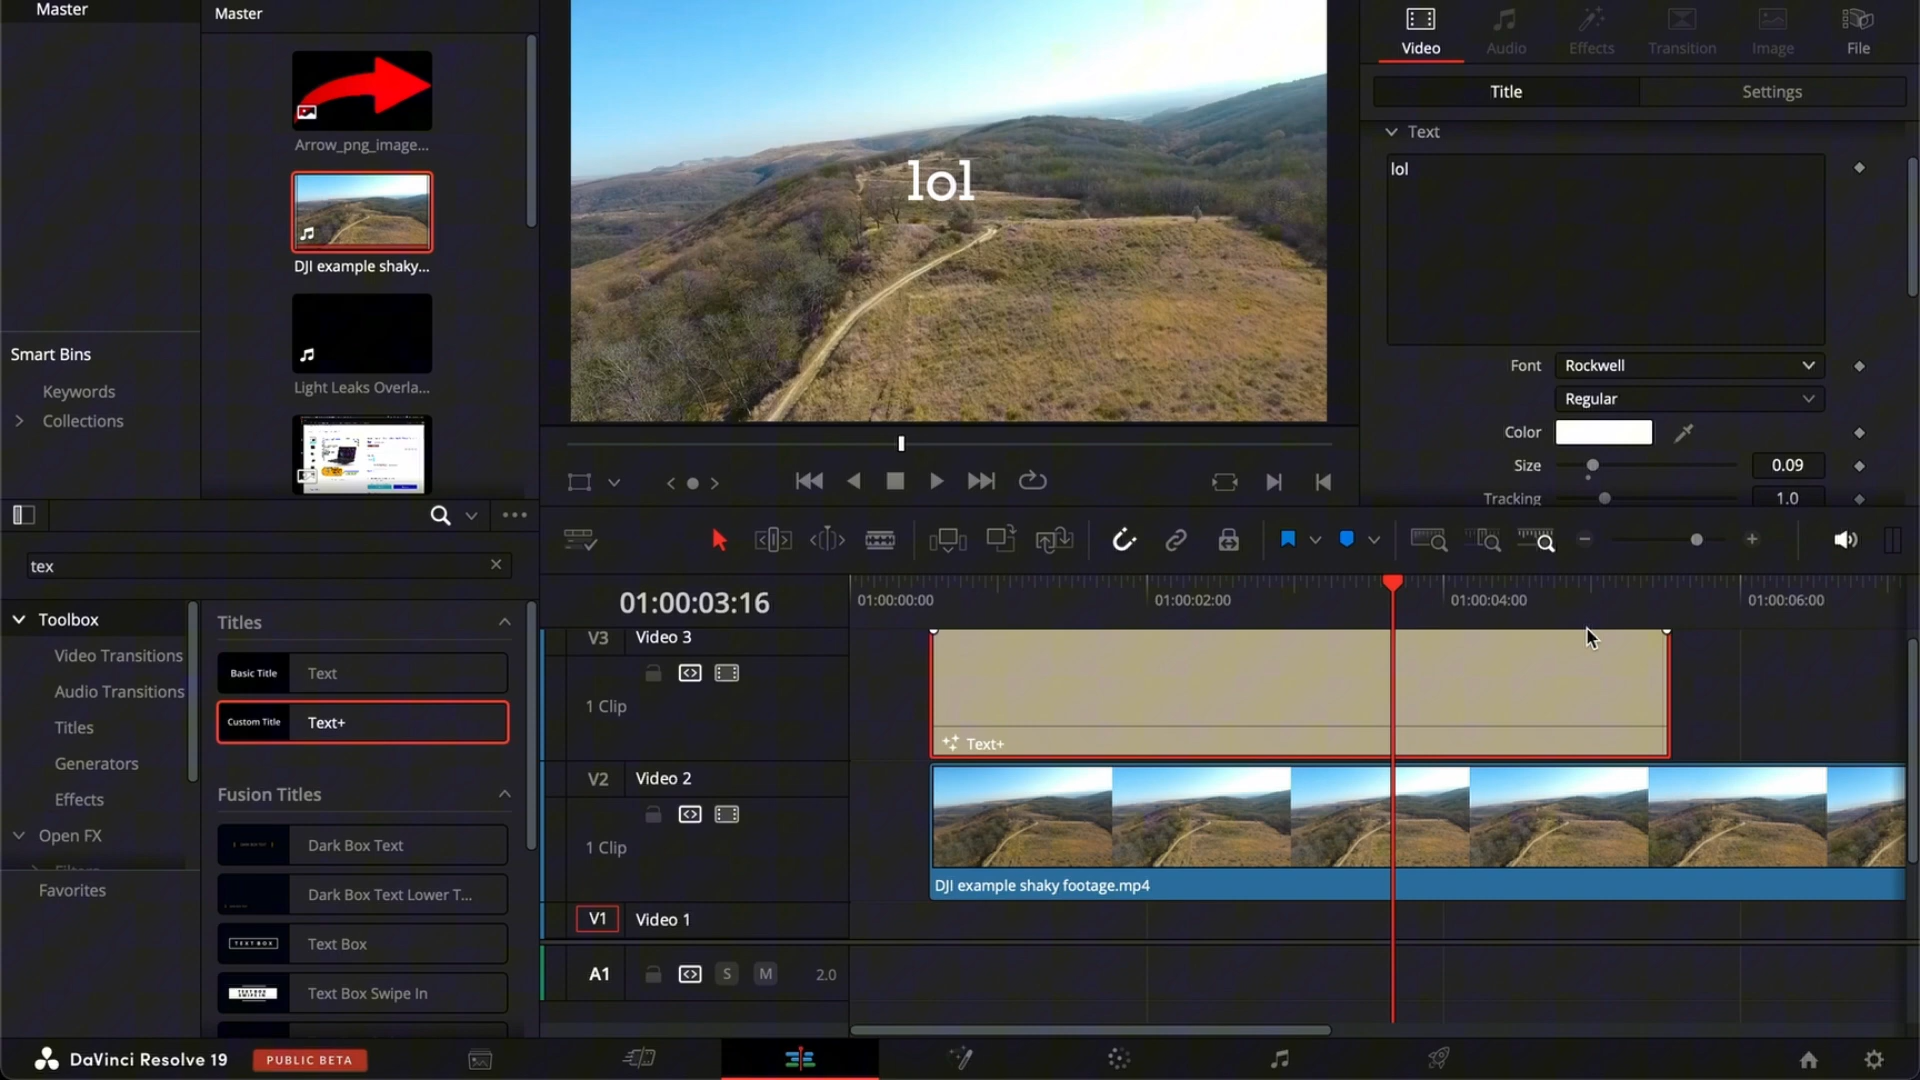 Master
Master
Arrow_png_image...
DJI example shaky...
Light Leaks Overla...
Smart Bins
Keywords
Collections
lol
Video
Audio
Effects
Transition
Image
File
Title
Settings
Text
lol
Font
Rockwell
Regular
Color
Size
0.09
Tracking
1.0
tex
Toolbox
Video Transitions
Audio Transitions
Titles
Generators
Effects
Open FX
Filters
Favorites
Titles
Basic Title
Text
Custom Title
Text+
Fusion Titles
Dark Box Text
Dark Box Text Lower T...
TEXT BOX
Text Box
Text Box Swipe In
01:00:03:16
01:00:00:00
01:00:02:00
01:00:04:00
01:00:06:00
V3
Video 3
1 Clip
Text+
V2
Video 2
1 Clip
DJI example shaky footage.mp4
V1
Video 1
A1
S
M
2.0
DaVinci Resolve 19
PUBLIC BETA